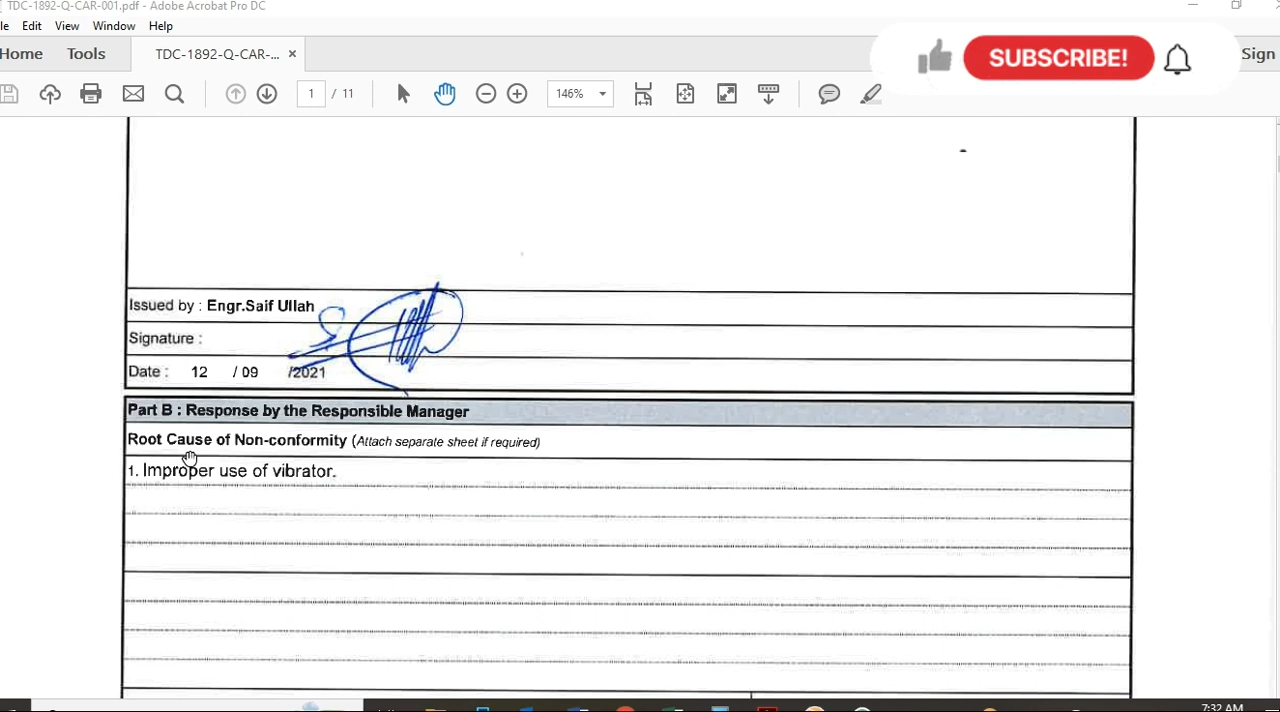 TDC-1892-Q-CAR-001.pdf - Adobe Acrobat Pro DC
le Edit View Window Help
Home Tools TDC-1892-Q-CAR-... × Sign
SUBSCRIBE!
1 / 11 146%
Issued by : Engr.Saif Ullah
Signature :
Date : 12 / 09 /2021
Part B : Response by the Responsible Manager
Root Cause of Non-conformity (Attach separate sheet if required)
1. Improper use of vibrator.
7:32 AM